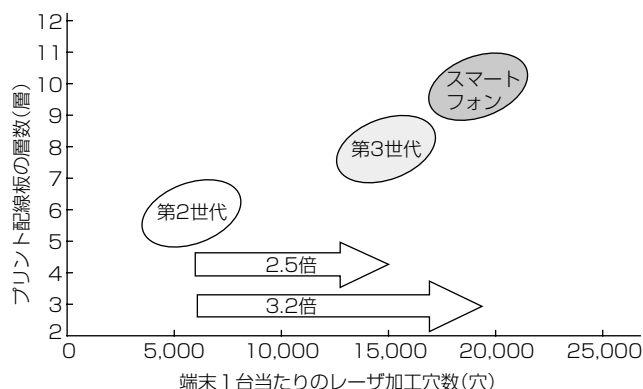 プリント配線板の層数(層)
12
11
10
9
8
7
6
5
4
3
2
スマート
フォン
第3世代
第2世代
2.5倍
3.2倍
0
5,000
10,000
15,000
20,000
25,000
端末1台当たりのレーザ加工穴数(穴)